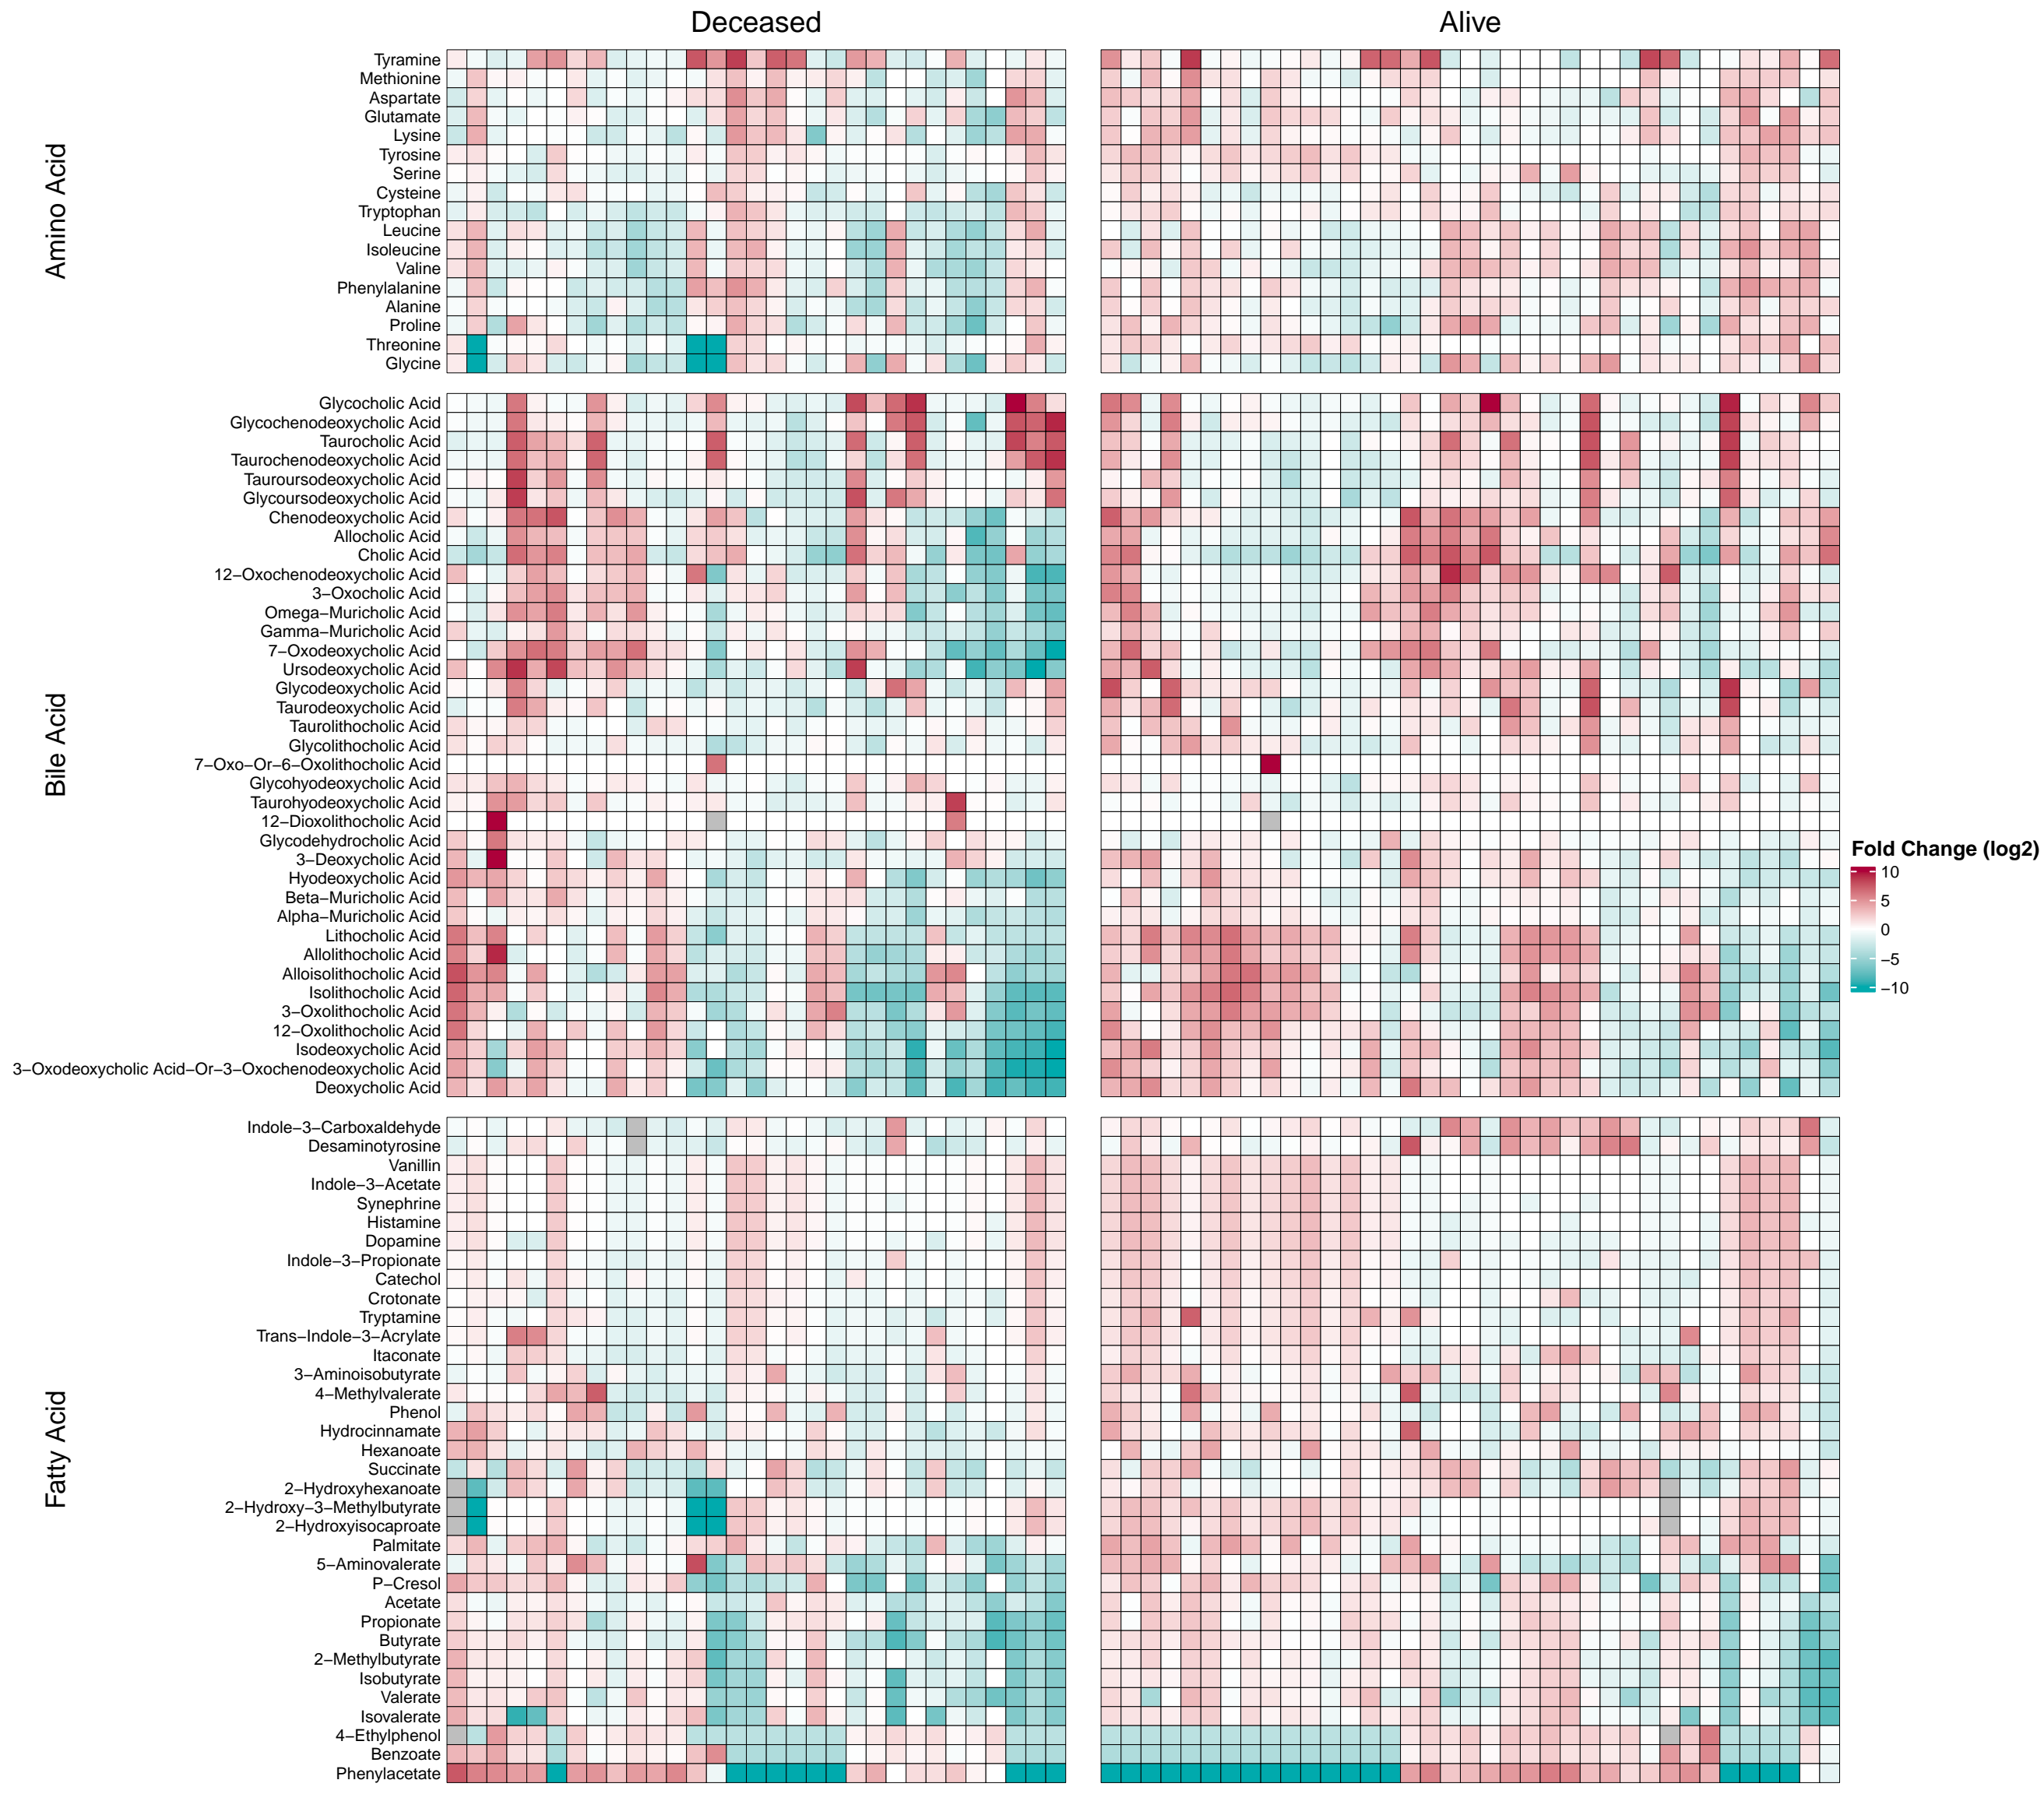 Deceased
Alive
Amino Acid
Tyramine
Methionine
Aspartate
Glutamate
Lysine
Tyrosine
Serine
Cysteine
Tryptophan
Leucine
Isoleucine
Valine
Phenylalanine
Alanine
Proline
Threonine
Glycine
Bile Acid
Glycocholic Acid
Glycochenodeoxycholic Acid
Taurocholic Acid
Taurochenodeoxycholic Acid
Tauroursodeoxycholic Acid
Glycoursodeoxycholic Acid
Chenodeoxycholic Acid
Allocholic Acid
Cholic Acid
12−Oxochenodeoxycholic Acid
3−Oxocholic Acid
Omega−Muricholic Acid
Gamma−Muricholic Acid
7−Oxodeoxycholic Acid
Ursodeoxycholic Acid
Glycodeoxycholic Acid
Taurodeoxycholic Acid
Taurolithocholic Acid
Glycolithocholic Acid
7−Oxo−Or−6−Oxolithocholic Acid
Glycohyodeoxycholic Acid
Taurohyodeoxycholic Acid
12−Dioxolithocholic Acid
Glycodehydrocholic Acid
3−Deoxycholic Acid
Hyodeoxycholic Acid
Beta−Muricholic Acid
Alpha−Muricholic Acid
Lithocholic Acid
Allolithocholic Acid
Alloisolithocholic Acid
Isolithocholic Acid
3−Oxolithocholic Acid
12−Oxolithocholic Acid
Isodeoxycholic Acid
3−Oxodeoxycholic Acid−Or−3−Oxochenodeoxycholic Acid
Deoxycholic Acid
Fatty Acid
Indole−3−Carboxaldehyde
Desaminotyrosine
Vanillin
Indole−3−Acetate
Synephrine
Histamine
Dopamine
Indole−3−Propionate
Catechol
Crotonate
Tryptamine
Trans−Indole−3−Acrylate
Itaconate
3−Aminoisobutyrate
4−Methylvalerate
Phenol
Hydrocinnamate
Hexanoate
Succinate
2−Hydroxyhexanoate
2−Hydroxy−3−Methylbutyrate
2−Hydroxyisocaproate
Palmitate
5−Aminovalerate
P−Cresol
Acetate
Propionate
Butyrate
2−Methylbutyrate
Isobutyrate
Valerate
Isovalerate
4−Ethylphenol
Benzoate
Phenylacetate
Fold Change (log2)
10
5
0
−5
−10